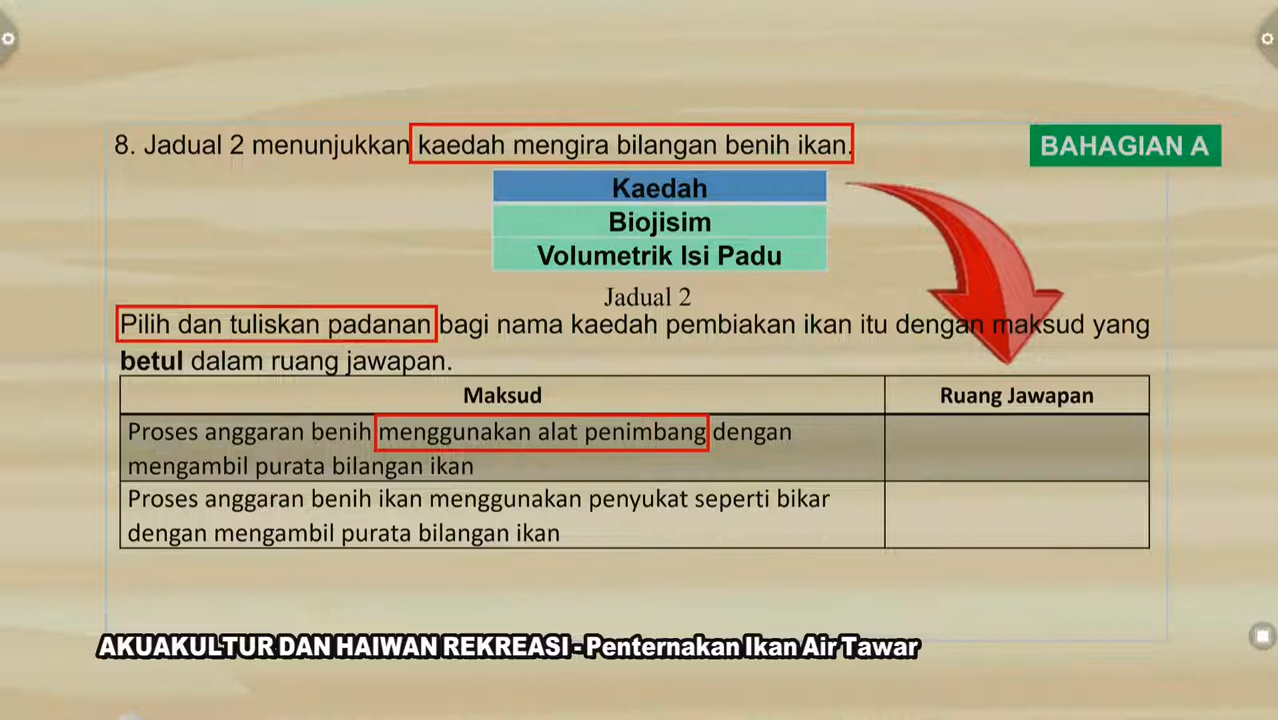 8. Jadual 2 menunjukkan kaedah mengira bilangan benih ikan.
BAHAGIAN A
Kaedah
Biojisim
Volumetrik Isi Padu
Jadual 2
Pilih dan tuliskan padanan bagi nama kaedah pembiakan ikan itu dengan maksud yang
betul dalam ruang jawapan.
Maksud
Ruang Jawapan
Proses anggaran benih menggunakan alat penimbang dengan
mengambil purata bilangan ikan
Proses anggaran benih ikan menggunakan penyukat seperti bikar
dengan mengambil purata bilangan ikan
AKUAKULTUR DAN HAIWAN REKREASI - Penternakan Ikan Air Tawar